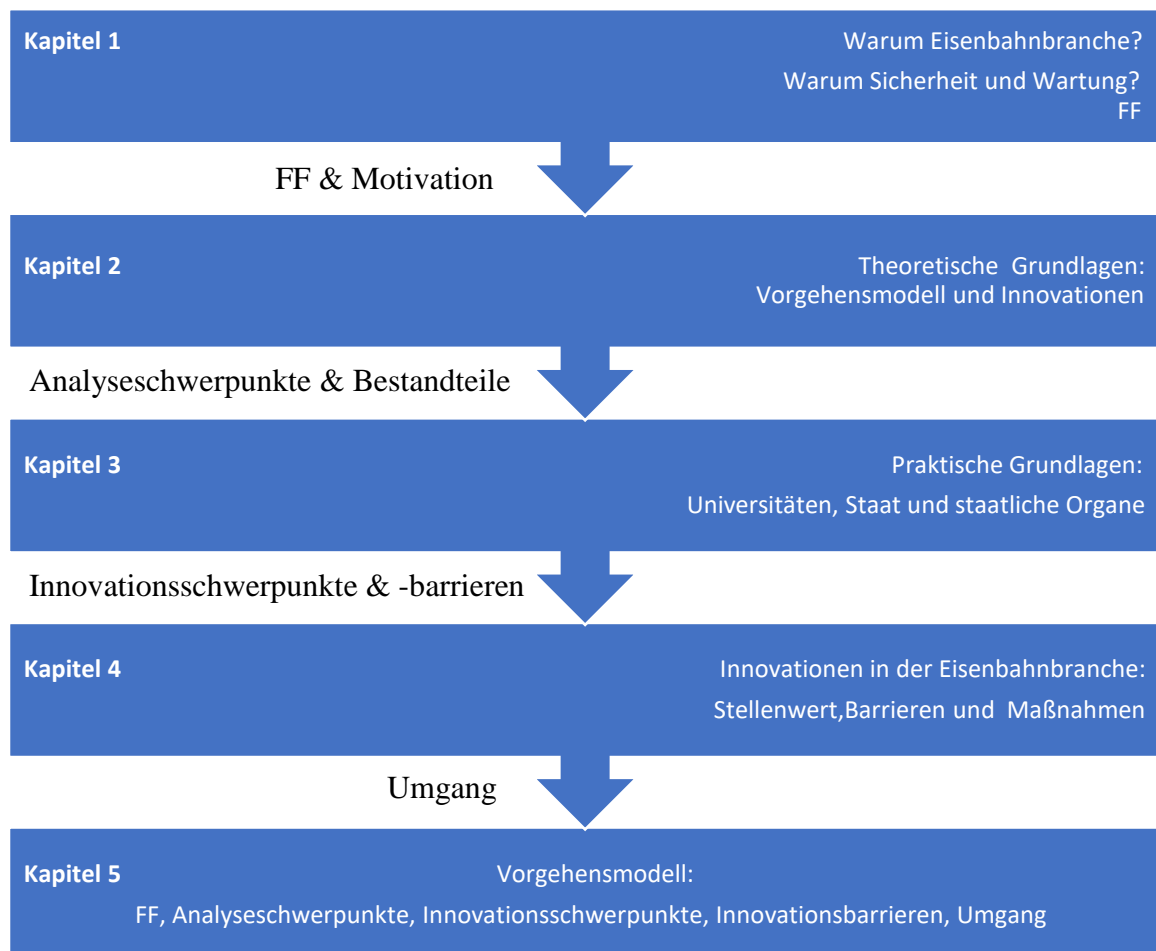 Kapitel 1
Warum Eisenbahnbranche?
Warum Sicherheit und Wartung?
FF
FF & Motivation
Kapitel 2
Theoretische Grundlagen:
Vorgehensmodell und Innovationen
Analyseschwerpunkte & Bestandteile
Kapitel 3
Praktische Grundlagen:
Universitäten, Staat und staatliche Organe
Innovationsschwerpunkte & -barrieren
Kapitel 4
Innovationen in der Eisenbahnbranche:
Stellenwert,Barrieren und Maßnahmen
Umgang
Kapitel 5
Vorgehensmodell:
FF, Analyseschwerpunkte, Innovationsschwerpunkte, Innovationsbarrieren, Umgang